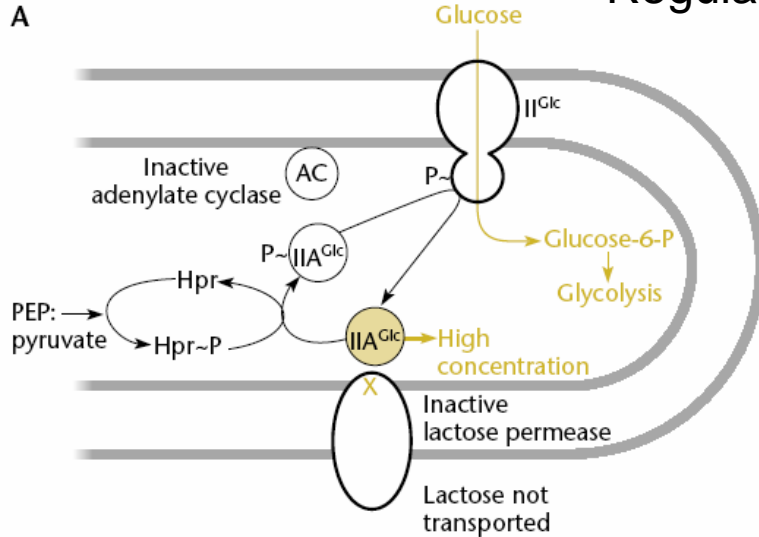 A
Glucose
II^Glc
Inactive
adenylate cyclase
AC
P~
P~ IIA^Glc
Glucose-6-P
Glycolysis
Hpr
PEP:
pyruvate
Hpr~P
IIA^Glc
High
concentration
X
Inactive
lactose permease
Lactose not
transported